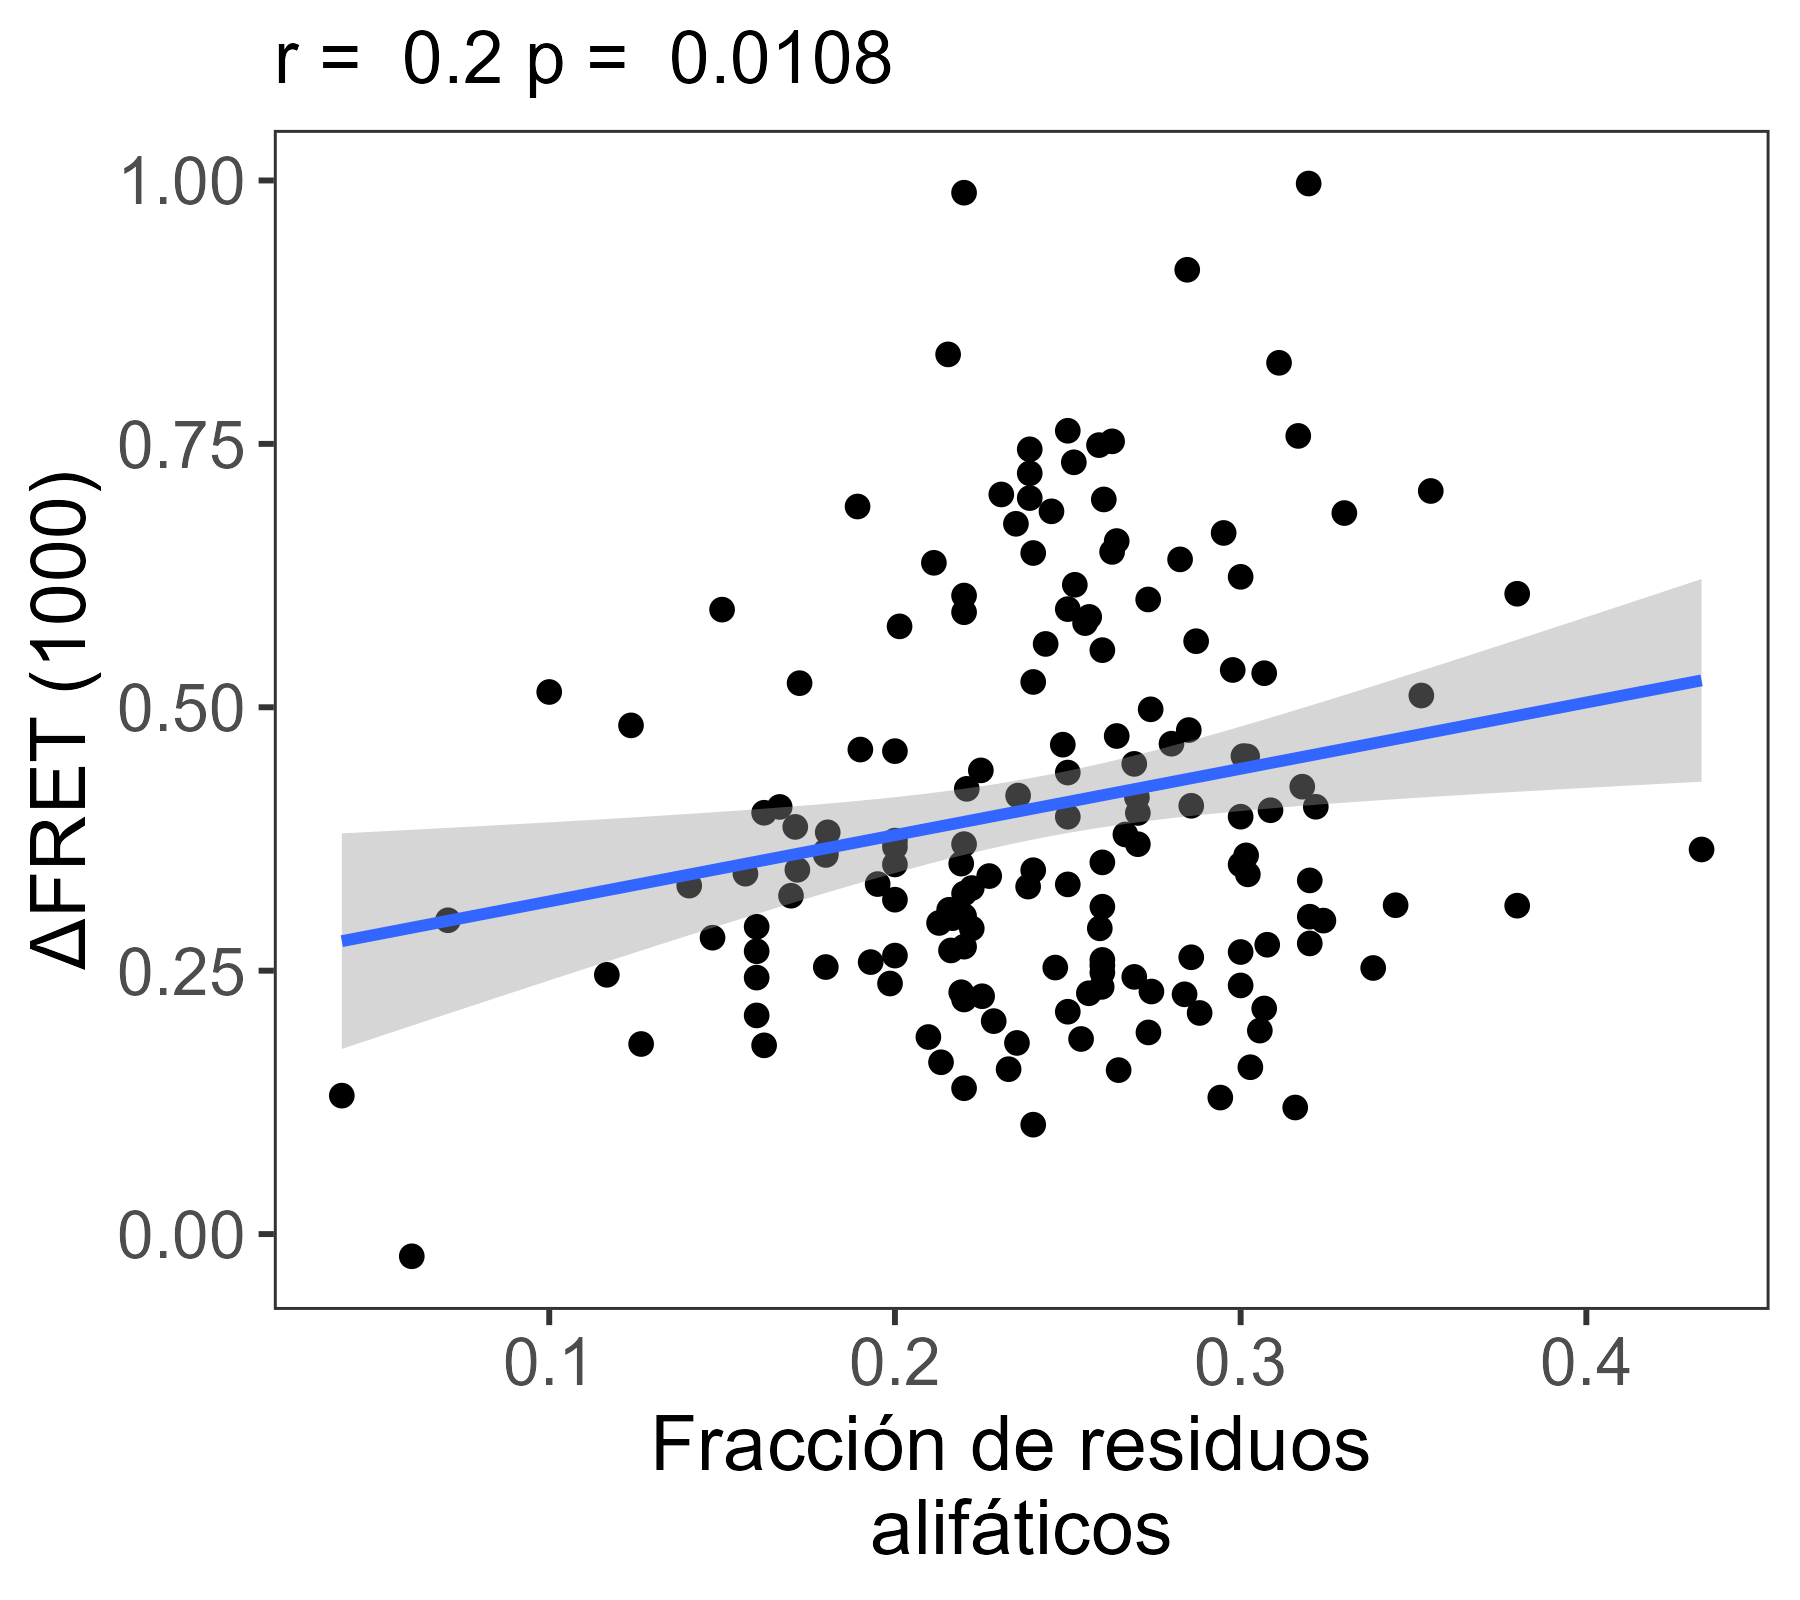 r =  0.2 p =  0.0108
ΔFRET (1000)
1.00
0.75
0.50
0.25
0.00
0.1 0.2 0.3 0.4
Fracción de residuos
alifáticos